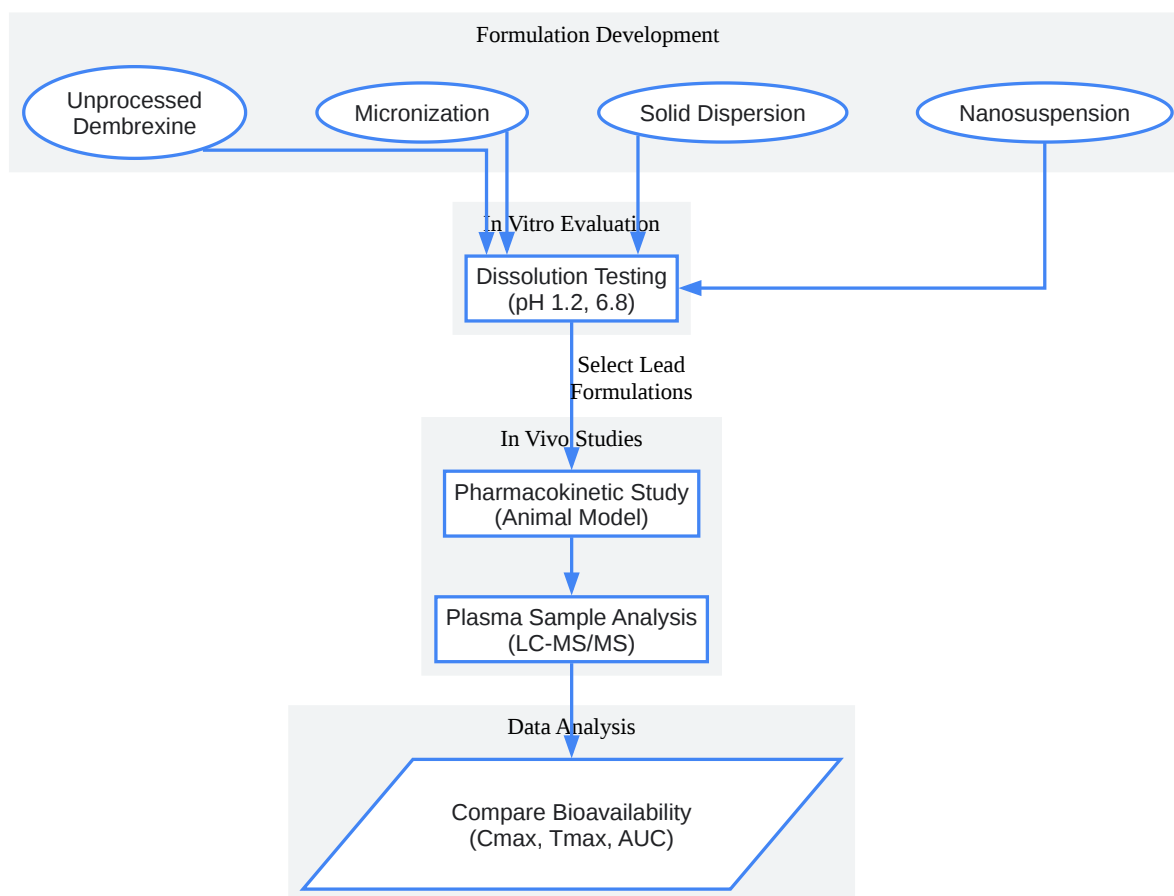 Formulation Development
Unprocessed
Dembrexine
Micronization
Solid Dispersion
Nanosuspension
In Vitro Evaluation
Dissolution Testing
(pH 1.2, 6.8)
Select Lead
Formulations
In Vivo Studies
Pharmacokinetic Study
(Animal Model)
Plasma Sample Analysis
(LC-MS/MS)
Data Analysis
Compare Bioavailability
(Cmax, Tmax, AUC)